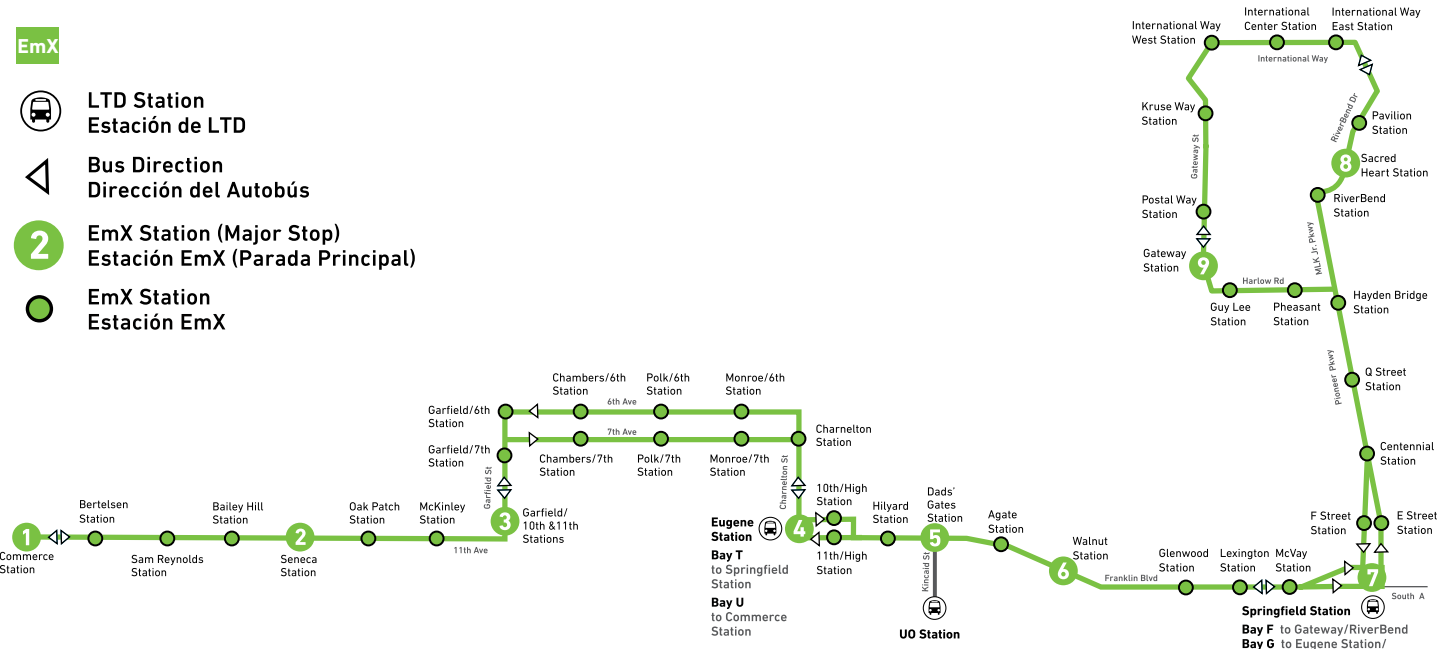 EmX
LTD Station
Estación de LTD
Bus Direction
Dirección del Autobús
2
EmX Station (Major Stop)
Estación EmX (Parada Principal)
EmX Station
Estación EmX
International Way
West Station
International
Center Station
International Way
East Station
International Way
Kruse Way
Station
Gateway St
RiverBend Dr
Pavilion
Station
8
Sacred
Heart Station
Postal Way
Station
RiverBend
Station
MLK Jr. Pkwy
Gateway
Station
9
Harlow Rd
Guy Lee
Station
Pheasant
Station
Hayden Bridge
Station
Pioneer Pkwy
Q Street
Station
Centennial
Station
F Street
Station
E Street
Station
Chambers/6th
Station
Polk/6th
Station
Monroe/6th
Station
6th Ave
Garfield/6th
Station
7th Ave
Charnelton
Station
Garfield/7th
Station
Chambers/7th
Station
Polk/7th
Station
Monroe/7th
Station
Garfield St
Charnelton St
1
Commerce
Station
Bertelsen
Station
Sam Reynolds
Station
Bailey Hill
Station
2
Seneca
Station
Oak Patch
Station
McKinley
Station
11th Ave
3
Garfield/
10th &11th
Stations
Eugene
Station
4
Bay T
to Springfield
Station
Bay U
to Commerce
Station
10th/High
Station
11th/High
Station
Hilyard
Station
Dads'
Gates
Station
5
Kincaid St
UO Station
Agate
Station
6
Walnut
Station
Franklin Blvd
Glenwood
Station
Lexington
Station
McVay
Station
7
South A
Springfield Station
Bay F to Gateway/RiverBend
Bay G to Eugene Station/